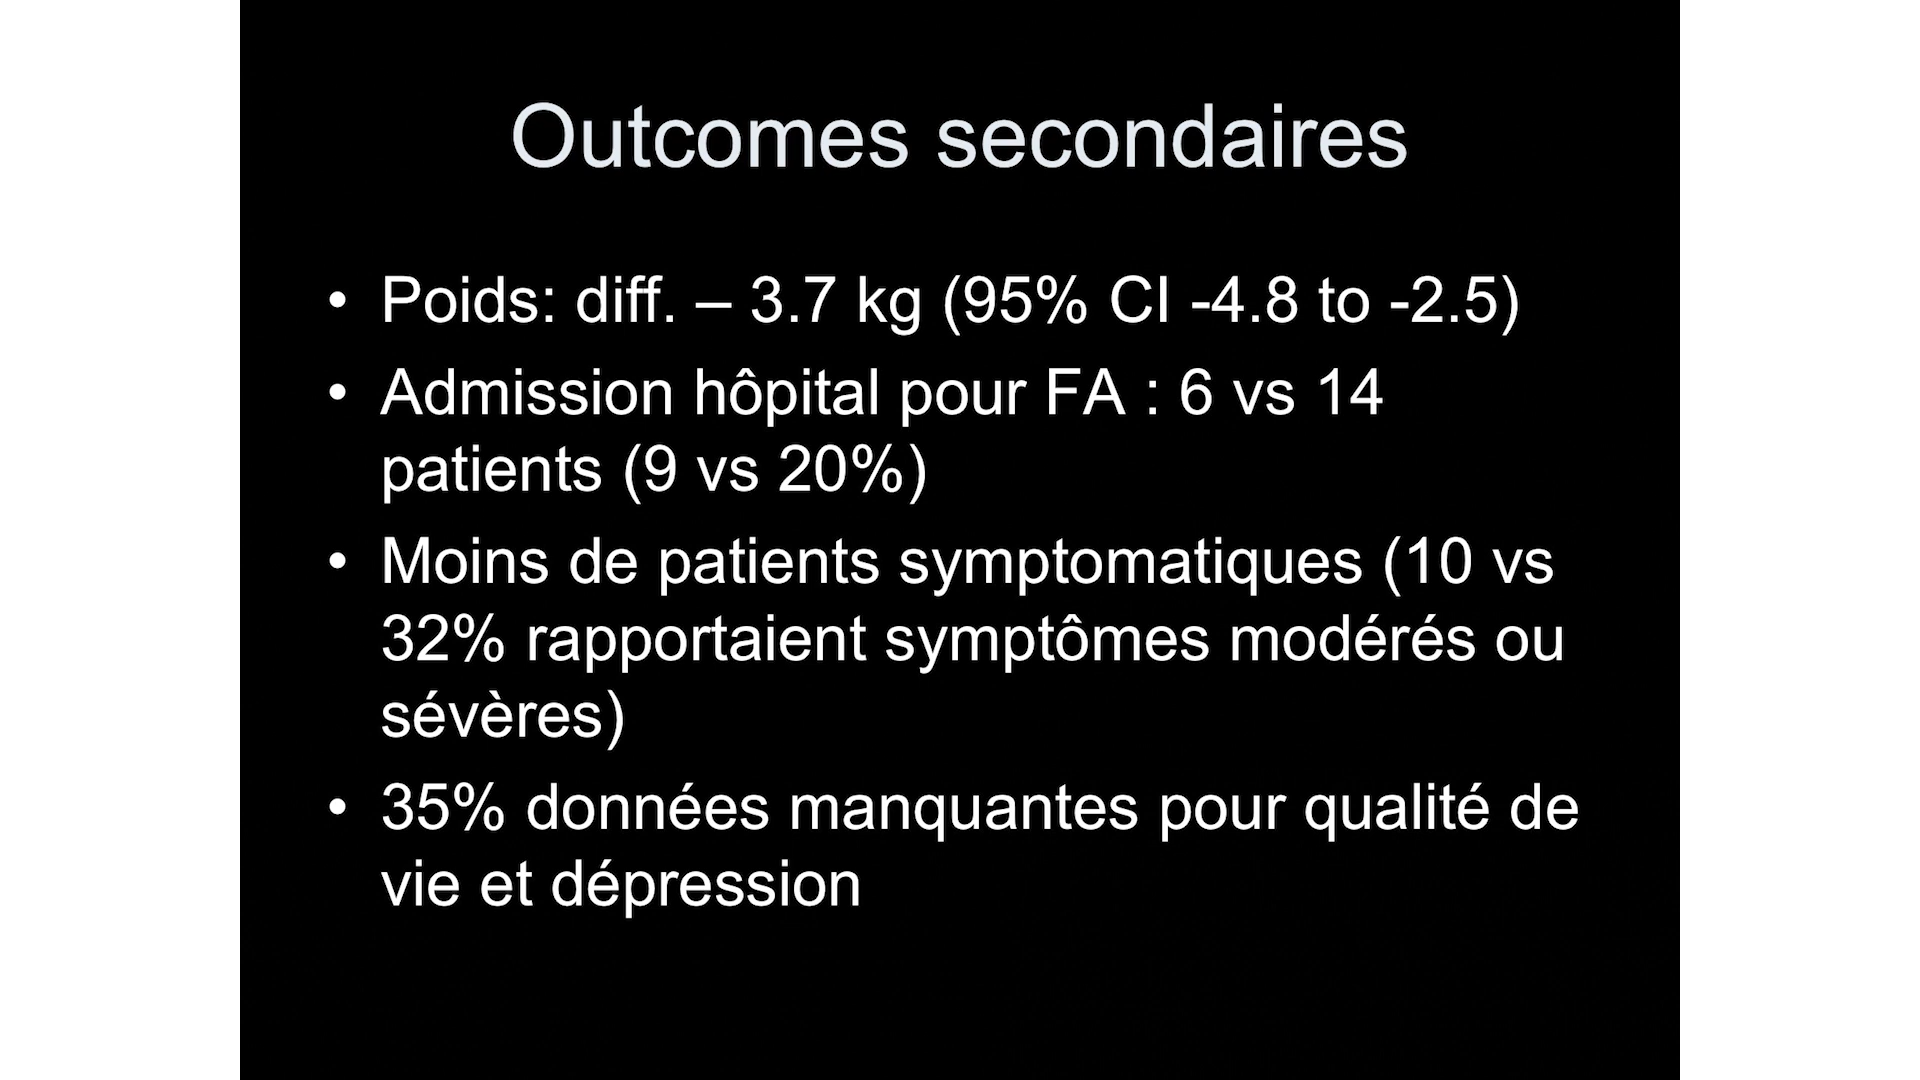 Outcomes secondaires
• Poids: diff. – 3.7 kg (95% CI -4.8 to -2.5)
• Admission hôpital pour FA : 6 vs 14
patients (9 vs 20%)
• Moins de patients symptomatiques (10 vs
32% rapportaient symptômes modérés ou
sévères)
• 35% données manquantes pour qualité de
vie et dépression